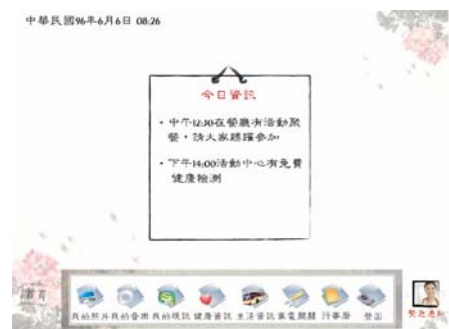 中華民國96年6月6日 08:26
今日資訊
・中午12:30在餐廳有活動聚
餐,請大家踴躍參加
・下午14:00活動中心有免費
健康檢測
我的照片 我的音樂 我的視訊 健康資訊 生活資訊 家電開關 行事曆 登出